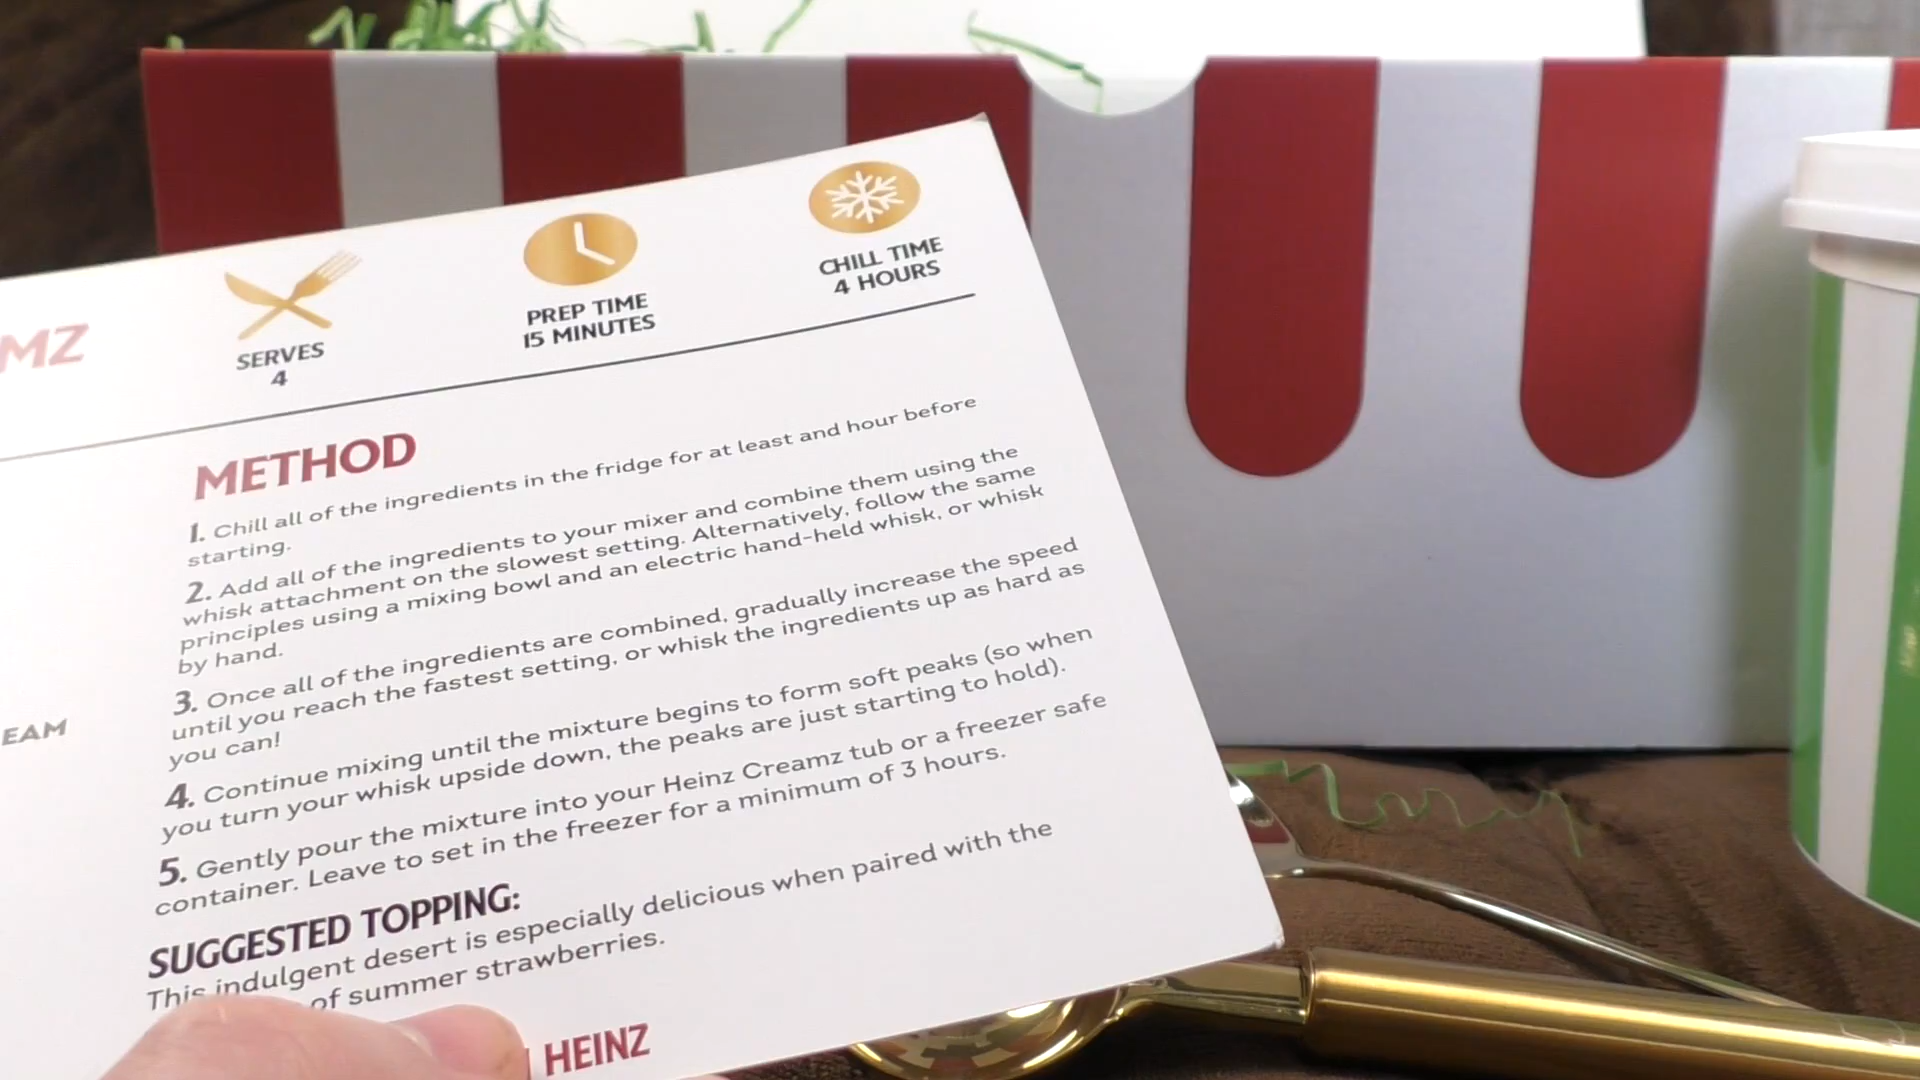 MZ
SERVES
4
PREP TIME
15 MINUTES
CHILL TIME
4 HOURS
METHOD
1. Chill all of the ingredients in the fridge for at least and hour before
starting.
2. Add all of the ingredients to your mixer and combine them using the
whisk attachment on the slowest setting. Alternatively, follow the same
principles using a mixing bowl and an electric hand-held whisk, or whisk
by hand.
3. Once all of the ingredients are combined, gradually increase the speed
until you reach the fastest setting, or whisk the ingredients up as hard as
you can!
EAM
4. Continue mixing until the mixture begins to form soft peaks (so when
you turn your whisk upside down, the peaks are just starting to hold).
5. Gently pour the mixture into your Heinz Creamz tub or a freezer safe
container. Leave to set in the freezer for a minimum of 3 hours.
SUGGESTED TOPPING:
This indulgent desert is especially delicious when paired with the
of summer strawberries.
HEINZ